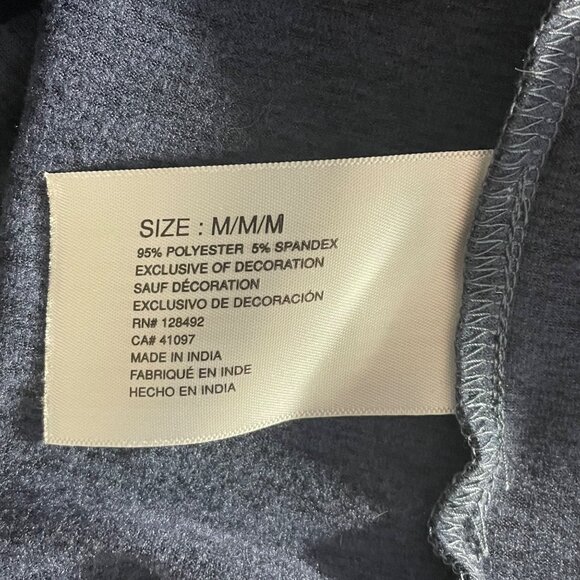 SIZE : M/M/M
95% POLYESTER 5% SPANDEX
EXCLUSIVE OF DECORATION
SAUF DÉCORATION
EXCLUSIVO DE DECORACIÓN
RN# 128492
CA# 41097
MADE IN INDIA
FABRIQUÉ EN INDE
HECHO EN INDIA